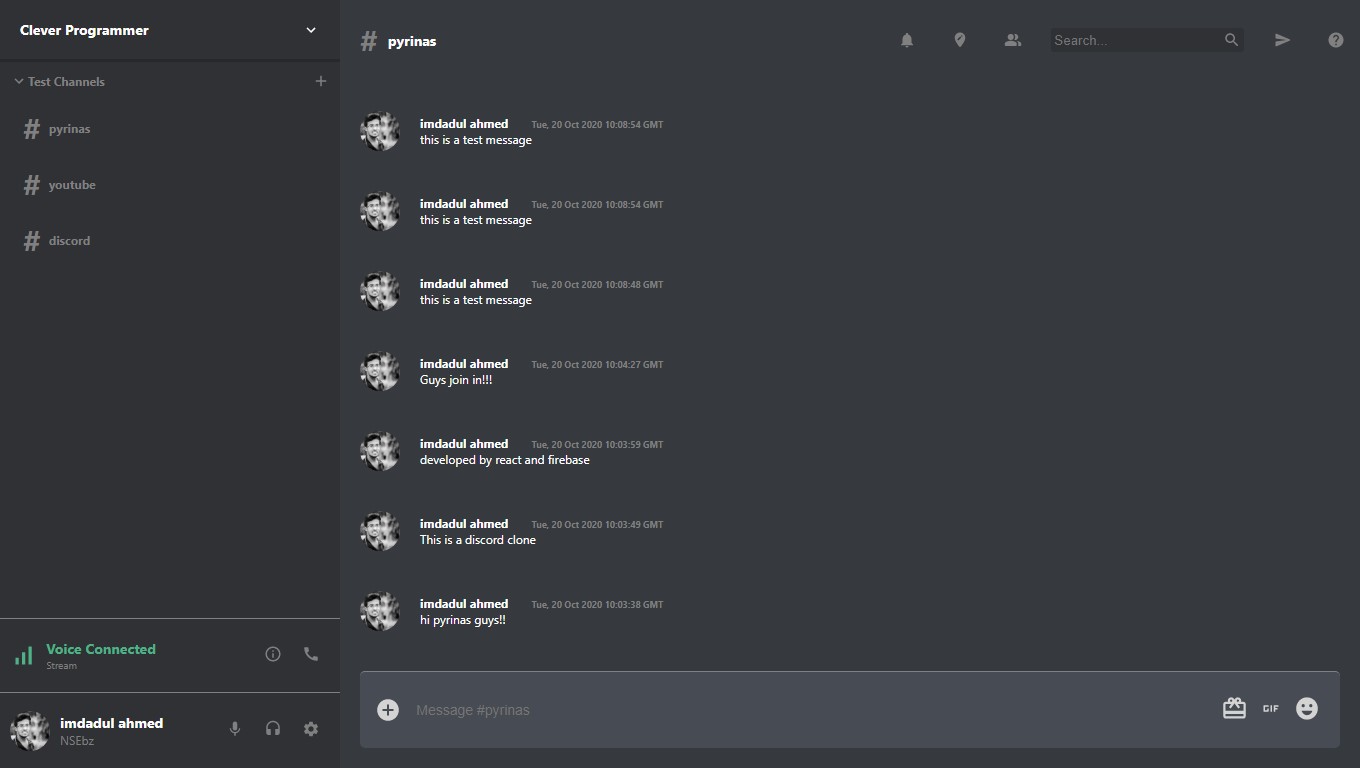 Clever Programmer
Test Channels
# pyrinas
# youtube
# discord
Voice Connected
Stream
imdadul ahmed
NSEbz
# pyrinas
Search...
imdadul ahmed Tue, 20 Oct 2020 10:08:54 GMT
this is a test message
imdadul ahmed Tue, 20 Oct 2020 10:08:54 GMT
this is a test message
imdadul ahmed Tue, 20 Oct 2020 10:08:48 GMT
this is a test message
imdadul ahmed Tue, 20 Oct 2020 10:04:27 GMT
Guys join in!!!
imdadul ahmed Tue, 20 Oct 2020 10:03:59 GMT
developed by react and firebase
imdadul ahmed Tue, 20 Oct 2020 10:03:49 GMT
This is a discord clone
imdadul ahmed Tue, 20 Oct 2020 10:03:38 GMT
hi pyrinas guys!!
Message #pyrinas
GIF